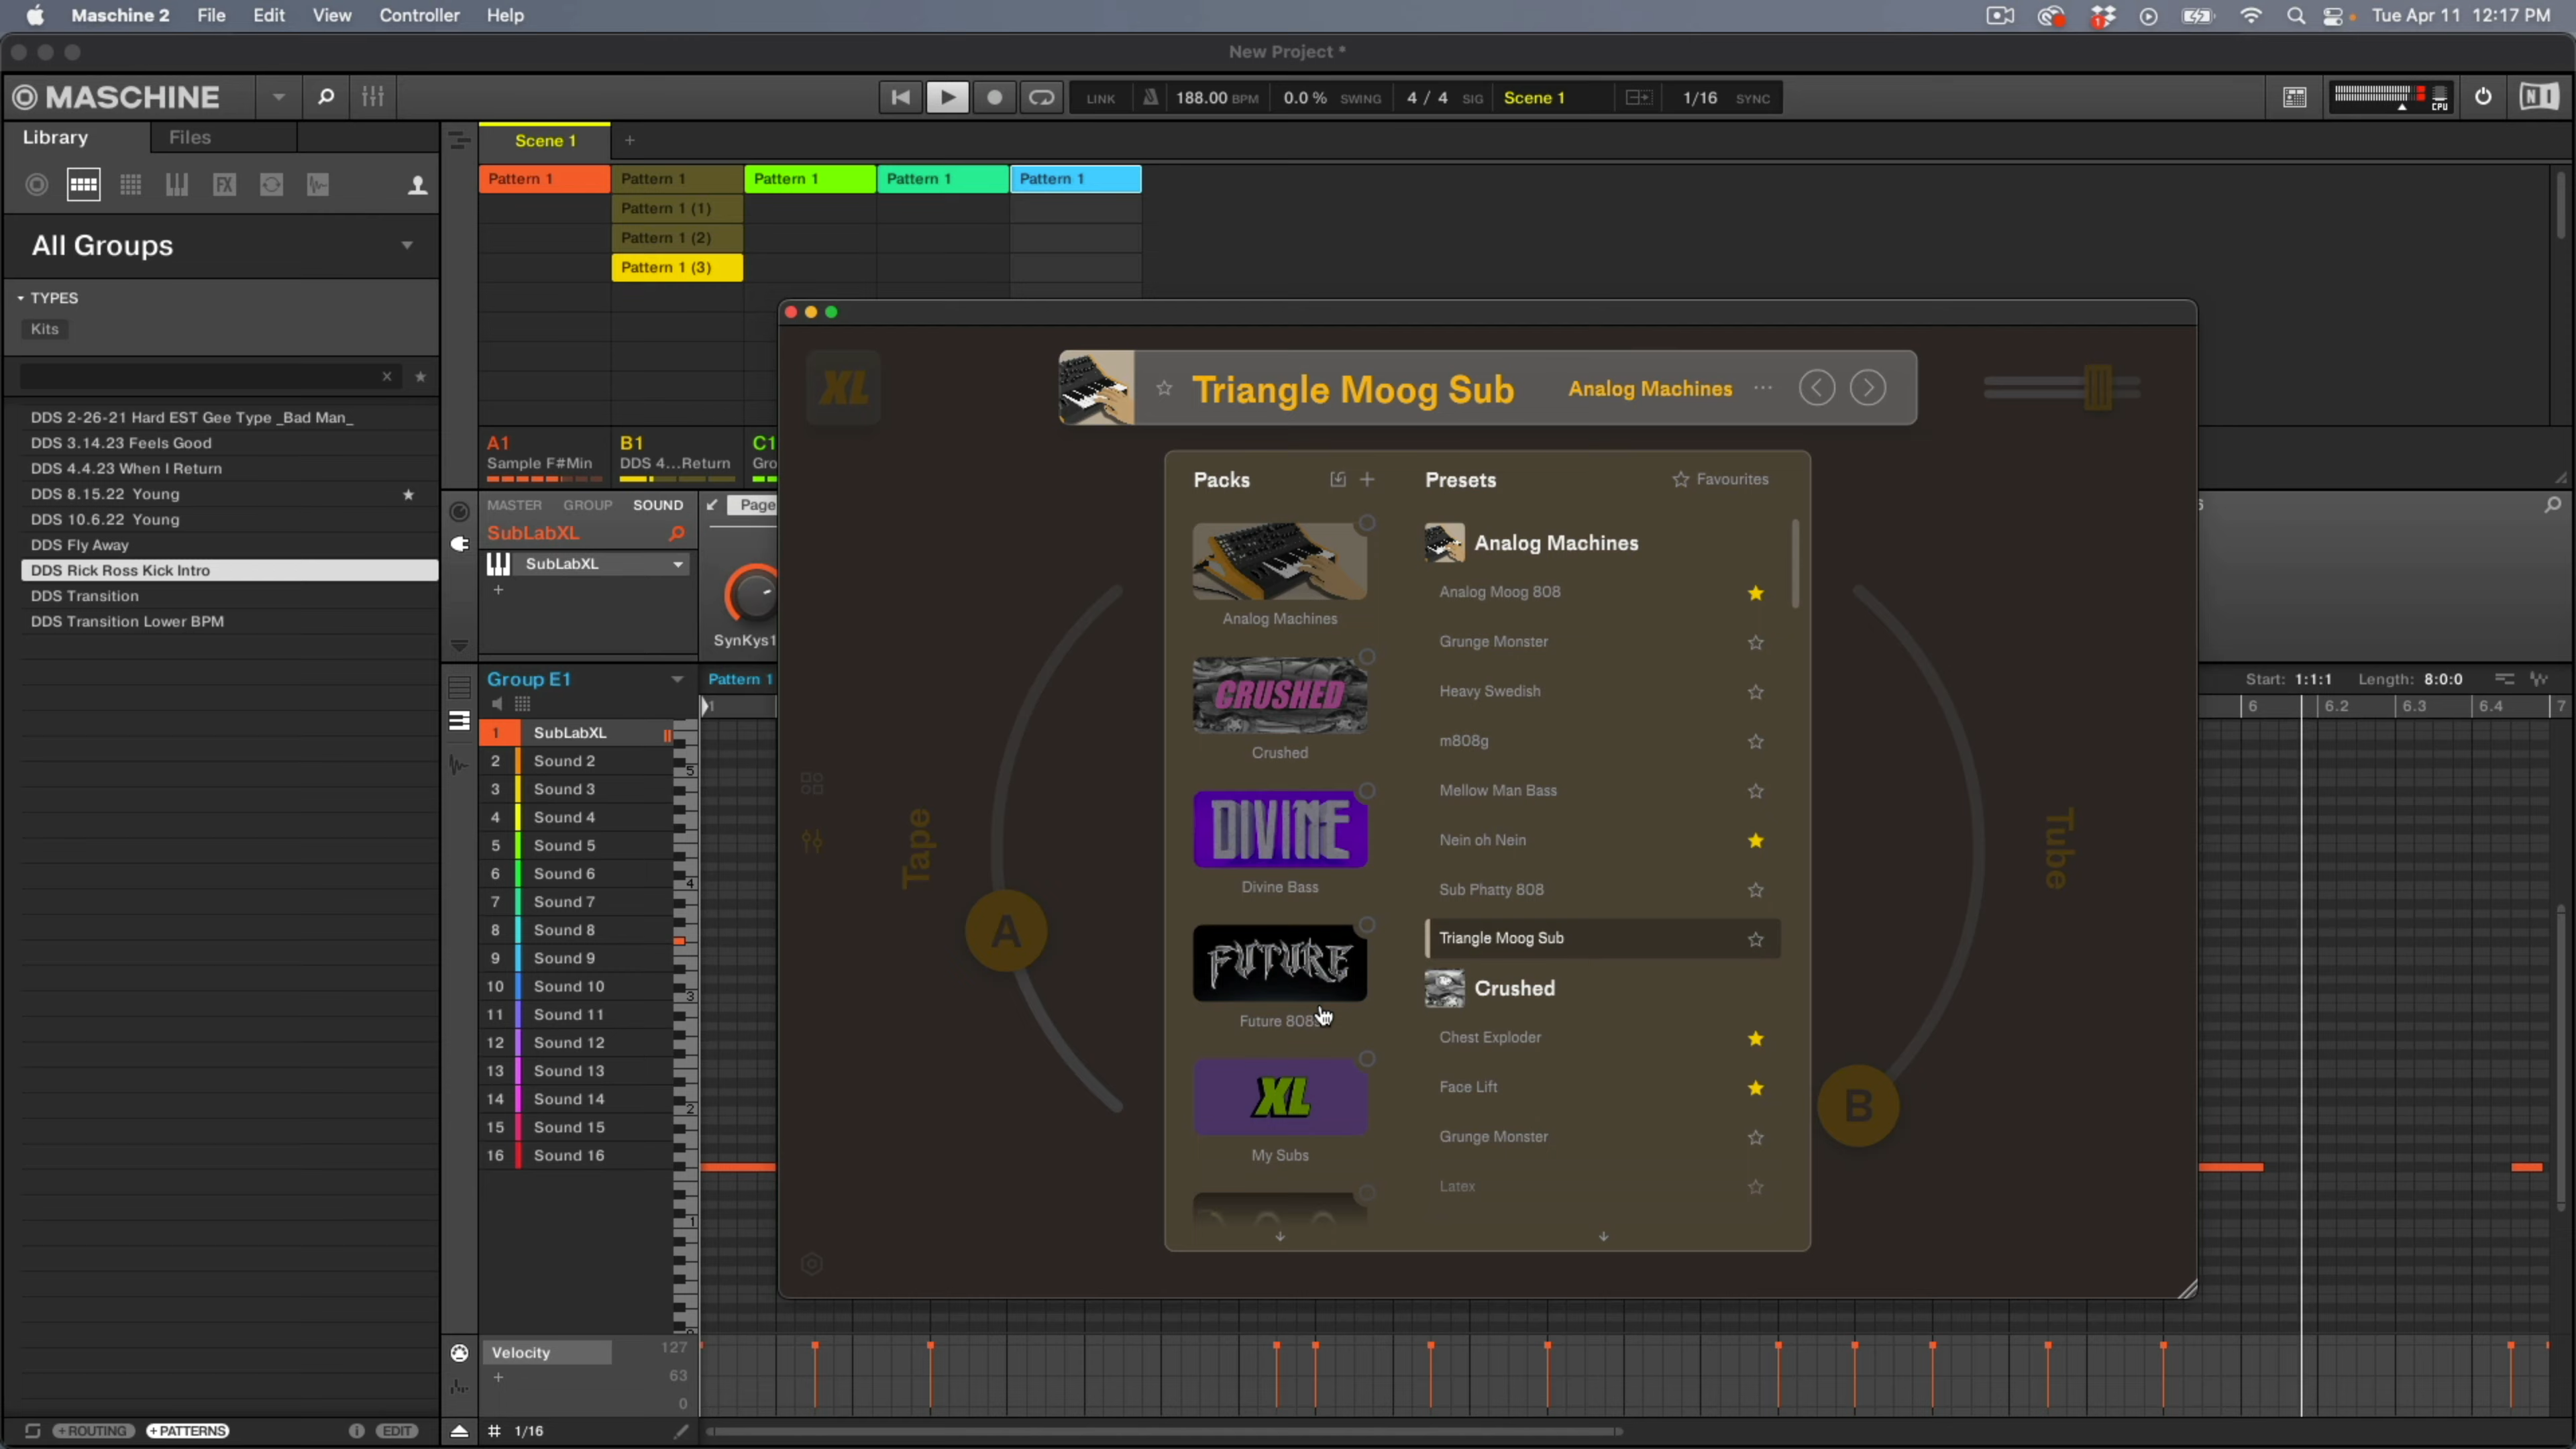 Maschine 2 File Edit View Controller Help
1
Tue Apr 11 12:17 PM
New Project *
MASCHINE
LINK 188.00 BPM 0.0 % SWING 4 / 4 SIG Scene 1 1/16 SYNC
CPU
NI
Library Files
FX
All Groups
TYPES
Kits
DDS 2-26-21 Hard EST Gee Type _Bad Man_
DDS 3.14.23 Feels Good
DDS 4.4.23 When I Return
DDS 8.15.22 Young
DDS 10.6.22 Young
DDS Fly Away
DDS Rick Ross Kick Intro
DDS Transition
DDS Transition Lower BPM
+ROUTING +PATTERNS EDIT
Scene 1 +
Pattern 1 Pattern 1 Pattern 1 Pattern 1 Pattern 1
Pattern 1 (1)
Pattern 1 (2)
Pattern 1 (3)
A1 B1 C1
Sample F#Min DDS 4...Return Gro
MASTER GROUP SOUND Page
SubLabXL
SubLabXL
+
SynKys1
Group E1 Pattern 1
1
Start: 1:1:1 Length: 8:0:0
6 6.2 6.3 6.4 7
1 SubLabXL
2 Sound 2
3 Sound 3
4 Sound 4
5 Sound 5
6 Sound 6
7 Sound 7
8 Sound 8
9 Sound 9
10 Sound 10
11 Sound 11
12 Sound 12
13 Sound 13
14 Sound 14
15 Sound 15
16 Sound 16
5
4
3
2
1
Velocity 127
+ 63
0
# 1/16
XL
Triangle Moog Sub Analog Machines ...
Tape
A
Tube
B
Packs +
Analog Machines
CRUSHED
Crushed
DIVINE
Divine Bass
FUTURE
Future 808
XL
My Subs
Presets Favourites
Analog Machines
Analog Moog 808
Grunge Monster
Heavy Swedish
m808g
Mellow Man Bass
Nein oh Nein
Sub Phatty 808
Triangle Moog Sub
Crushed
Chest Exploder
Face Lift
Grunge Monster
Latex